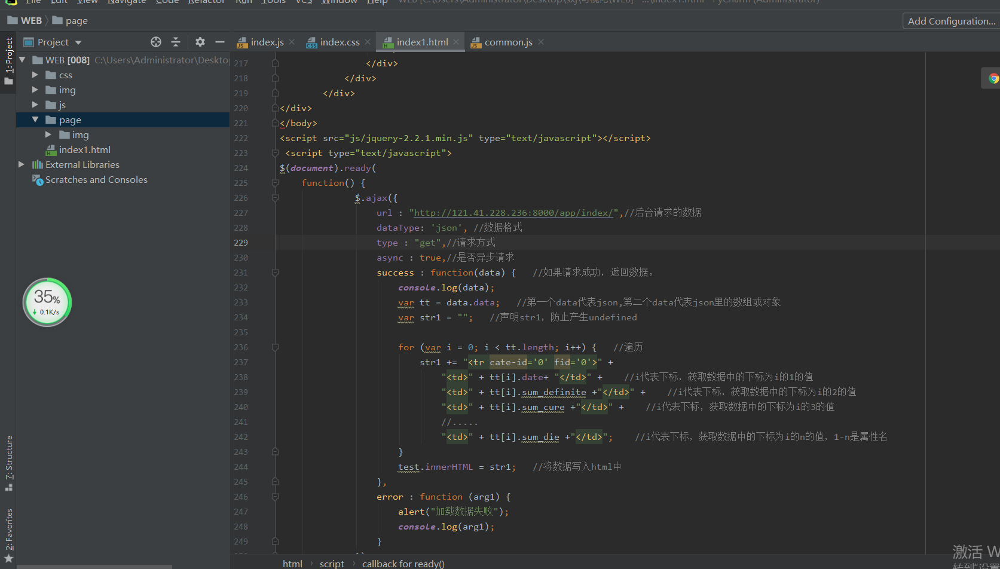 File Edit View Navigate Code Refactor Run Tools VCS Window Help
WEB page
Add Configuration...
1: Project
Project
index.js index.css index1.html common.js
WEB [008] C:\Users\Administrator\Deskto
css
img
js
page
img
index1.html
External Libraries
Scratches and Consoles
35%
0.1K/s
7: Structure
2: Favorites
217 </div>
218 </div>
219 </div>
220 </div>
221 </body>
222 <script src="js/jquery-2.2.1.min.js" type="text/javascript"></script>
223 <script type="text/javascript">
224 $(document).ready(
225 function() {
226 $.ajax({
227 url : "http://121.41.228.236:8000/app/index/",//后台请求的数据
228 dataType: 'json', //数据格式
229 type : "get",//请求方式
230 async : true,//是否异步请求
231 success : function(data) { //如果请求成功，返回数据。
232 console.log(data);
233 var tt = data.data; //第一个data代表json,第二个data代表json里的数组或对象
234 var str1 = ""; //声明str1，防止产生undefined
235
236 for (var i = 0; i < tt.length; i++) { //遍历
237 str1 += "<tr cate-id='0' fid='0'>" +
238 "<td>" + tt[i].date+ "</td>" + //i代表下标，获取数据中的下标为i的1的值
239 "<td>" + tt[i].sum_definite +"</td>" + //i代表下标，获取数据中的下标为i的2的值
240 "<td>" + tt[i].sum_cure +"</td>" + //i代表下标，获取数据中的下标为i的3的值
241 //.....
242 "<td>" + tt[i].sum_die +"</td>"; //i代表下标，获取数据中的下标为i的n的值，1-n是属性名
243 }
244 test.innerHTML = str1; //将数据写入html中
245 },
246 error : function (arg1) {
247 alert("加载数据失败");
248 console.log(arg1);
249 }
html script callback for ready()
激活 W